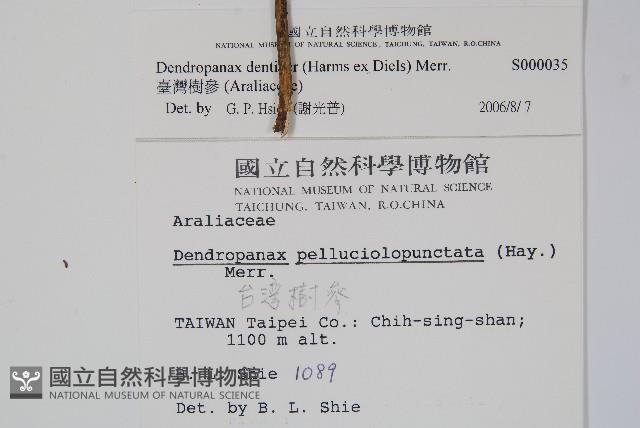 國立自然科學博物館
NATIONAL MUSEUM OF NATURAL SCIENCE, TAICHUNG, TAIWAN, R.O.CHINA
Dendropanax (Harms ex Diels) Merr. S000035
臺灣樹參 (Araliaceae)
Det. by G. P. (謝光普) 2006/8/7
國立自然科學博物館
NATIONAL MUSEUM OF NATURAL SCIENCE
TAICHUNG, TAIWAN, R.O.CHINA
Araliaceae
Dendropanax pelluciolopunctata (Hay.)
Merr.
台灣樹參
TAIWAN Taipei Co.: Chih-sing-shan;
1100 m alt.
L. Shie 1089
Det. by B. L. Shie
國立自然科學博物館
NATIONAL MUSEUM OF NATURAL SCIENCE